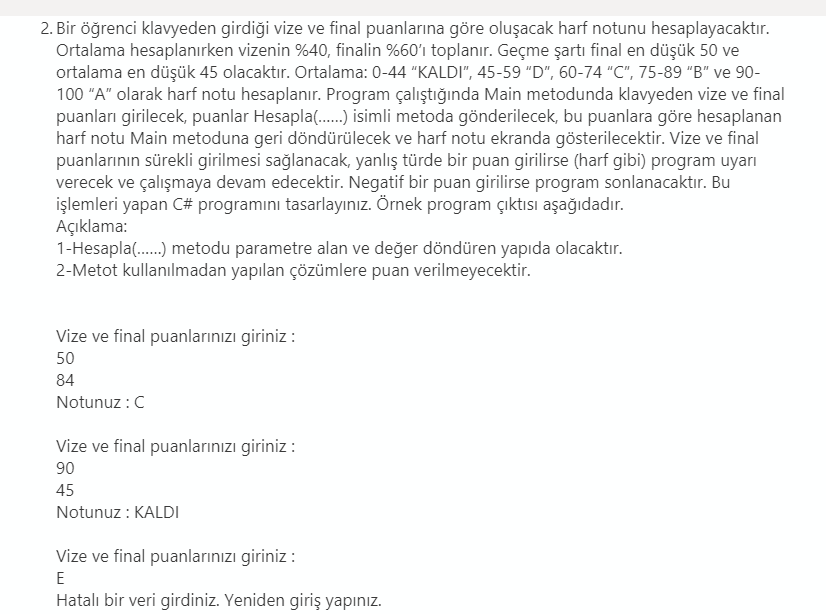 2. Bir öğrenci klavyeden girdiği vize ve final puanlarına göre oluşacak harf notunu hesaplayacaktır.
Ortalama hesaplanırken vizenin %40, finalin %60'ı toplanır. Geçme şartı final en düşük 50 ve
ortalama en düşük 45 olacaktır. Ortalama: 0-44 “KALDI”, 45-59 “D”, 60-74 “C”, 75-89 “B” ve 90-
100 “A” olarak harf notu hesaplanır. Program çalıştığında Main metodunda klavyeden vize ve final
puanları girilecek, puanlar Hesapla(......) isimli metoda gönderilecek, bu puanlara göre hesaplanan
harf notu Main metoduna geri döndürülecek ve harf notu ekranda gösterilecektir. Vize ve final
puanlarının sürekli girilmesi sağlanacak, yanlış türde bir puan girilirse (harf gibi) program uyarı
verecek ve çalışmaya devam edecektir. Negatif bir puan girilirse program sonlanacaktır. Bu
işlemleri yapan C# programını tasarlayınız. Örnek program çıktısı aşağıdadır.
Açıklama:
1-Hesapla(......) metodu parametre alan ve değer döndüren yapıda olacaktır.
2-Metot kullanılmadan yapılan çözümlere puan verilmeyecektir.
Vize ve final puanlarınızı giriniz :
50
84
Notunuz : C
Vize ve final puanlarınızı giriniz :
90
45
Notunuz : KALDI
Vize ve final puanlarınızı giriniz :
E
Hatalı bir veri girdiniz. Yeniden giriş yapınız.